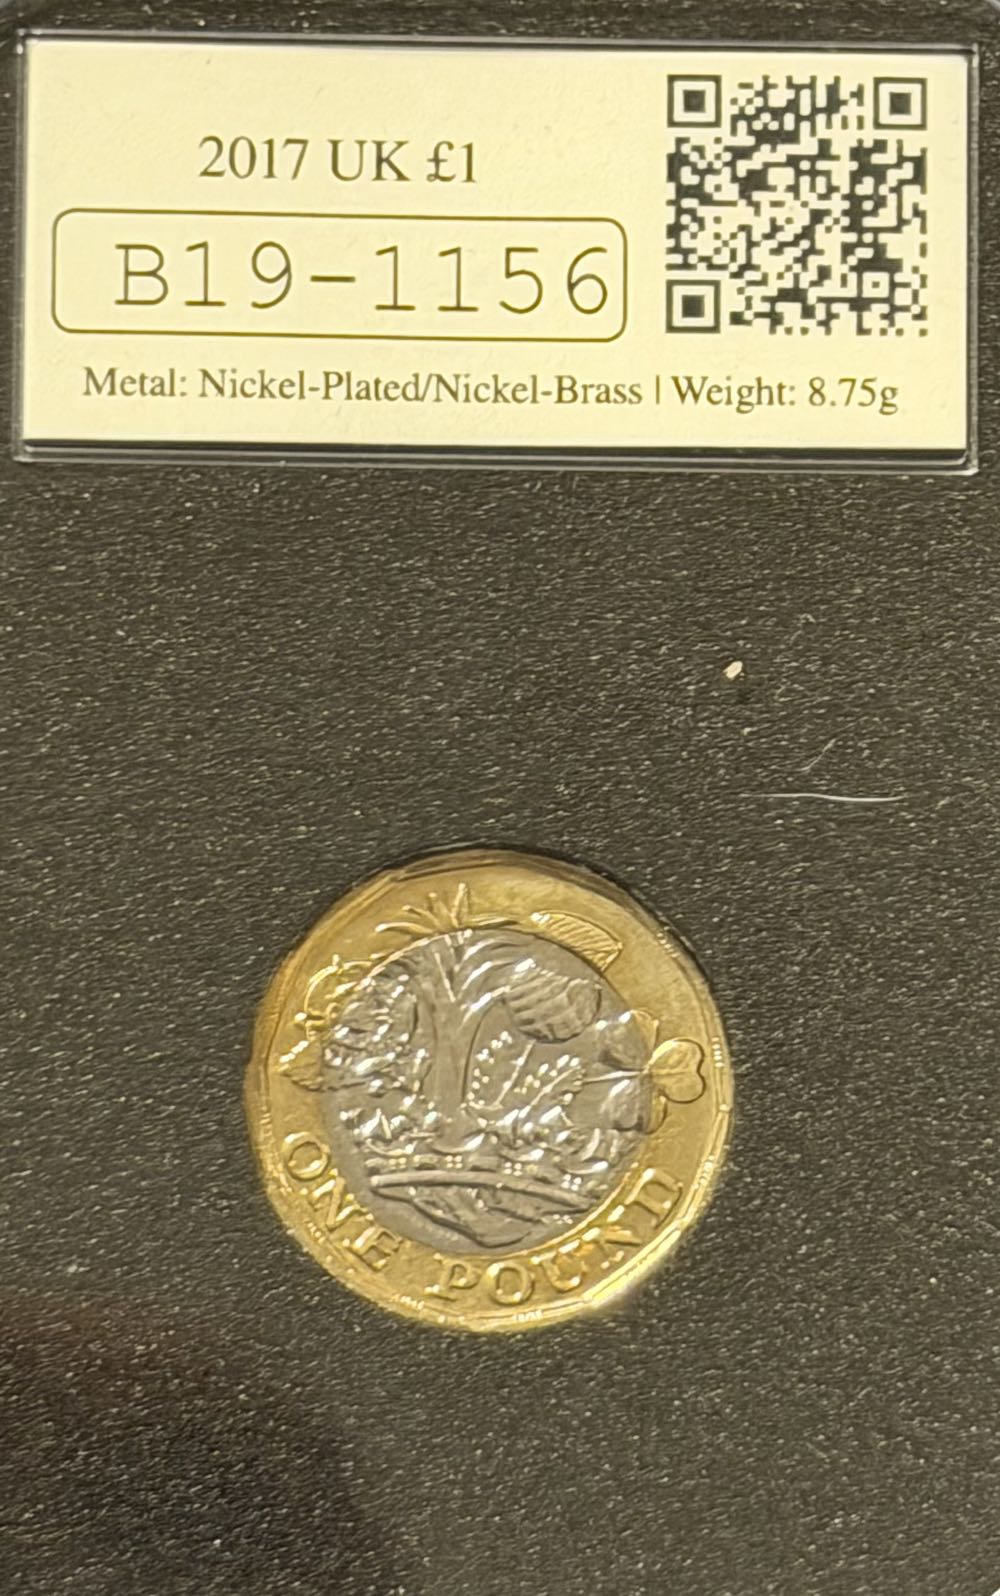 2017 UK £1
B19-1156
Metal: Nickel-Plated/Nickel-Brass | Weight: 8.75g
ONE POUND